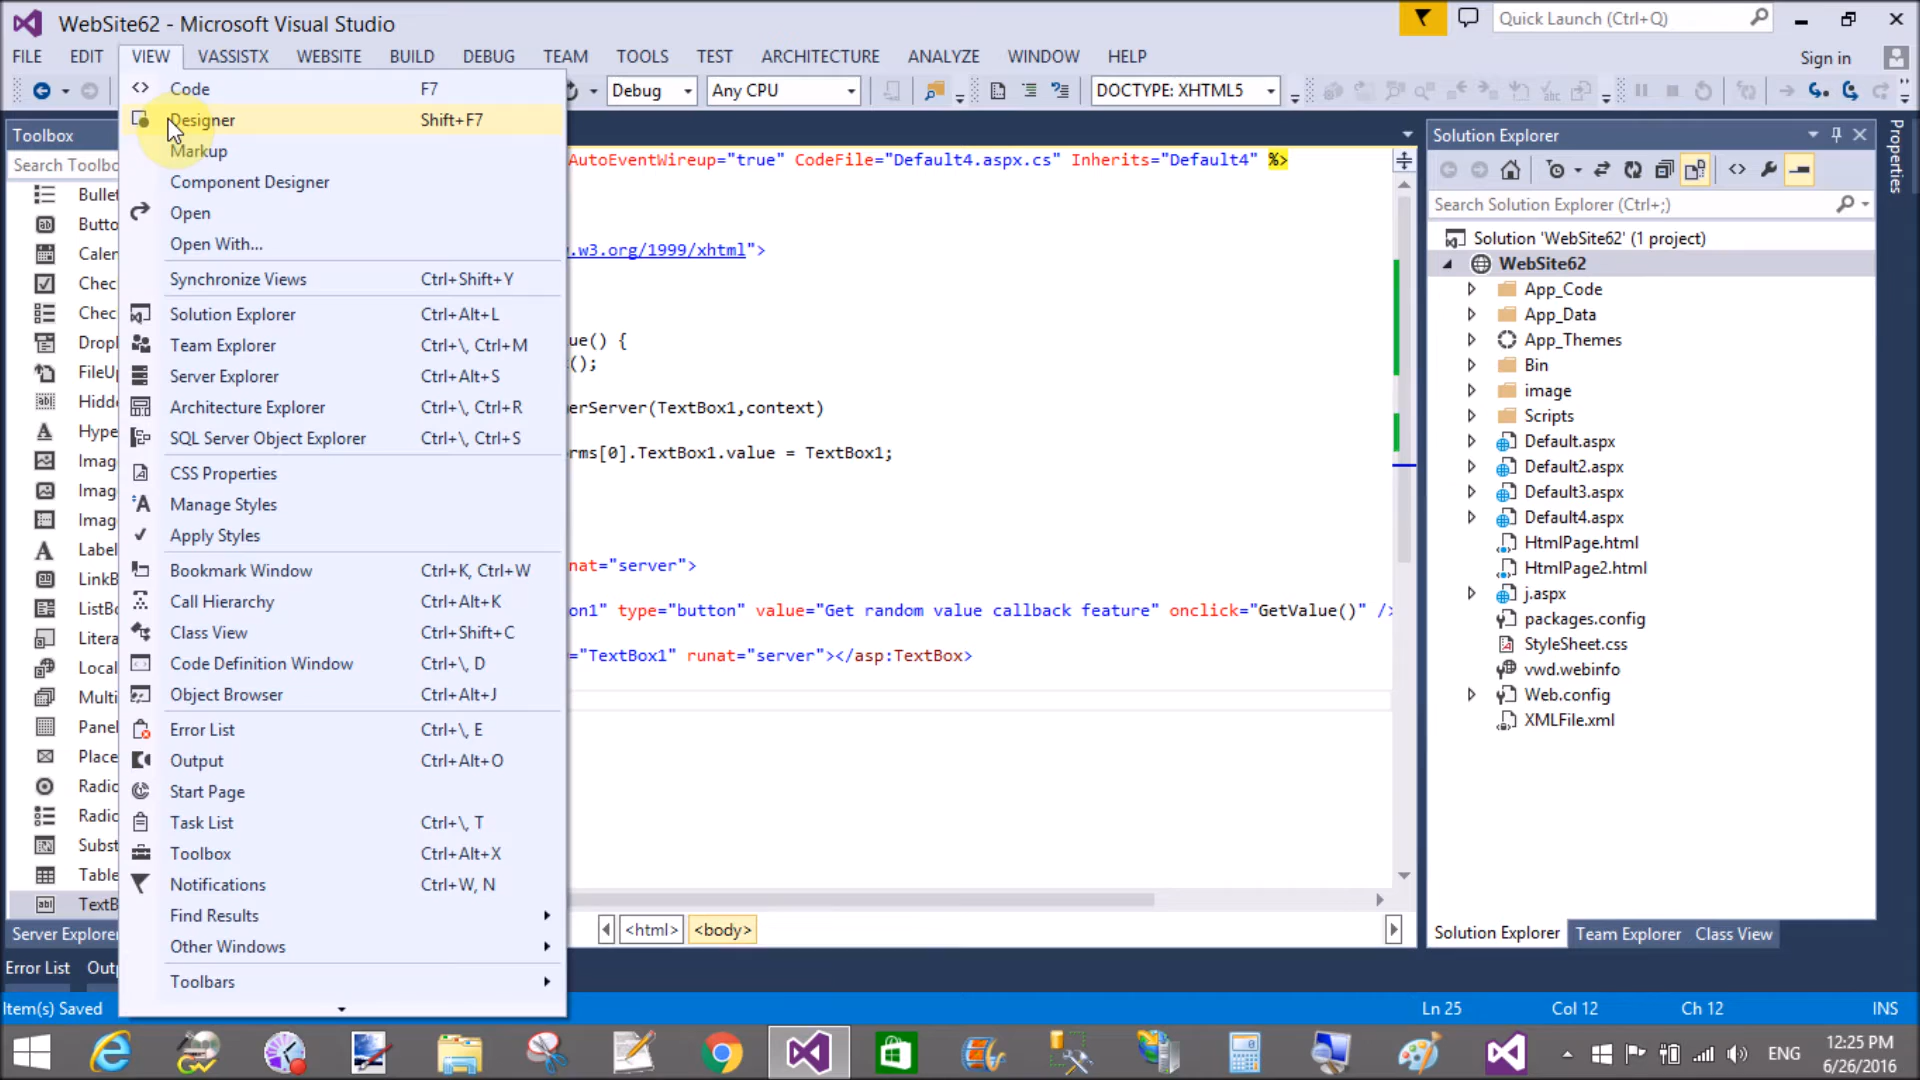 WebSite62 - Microsoft Visual Studio
Quick Launch (Ctrl+Q)
FILE EDIT VIEW VASSISTX WEBSITE BUILD DEBUG TEAM TOOLS TEST ARCHITECTURE ANALYZE WINDOW HELP
Sign in
Debug Any CPU DOCTYPE: XHTML5
Toolbox
Search Toolbo
Bullet
Butto
Calen
Chec
Chec
Dropl
FileU
Hidd
Hype
Imag
Imag
Imag
Label
LinkB
ListBo
Litera
Local
Multi
Panel
Place
Radio
Radio
Subst
Table
TextB
Server Explore
Error List Outp
Item(s) Saved
Code F7
Designer Shift+F7
Markup
Component Designer
Open
Open With...
Synchronize Views Ctrl+Shift+Y
Solution Explorer Ctrl+Alt+L
Team Explorer Ctrl+\, Ctrl+M
Server Explorer Ctrl+Alt+S
Architecture Explorer Ctrl+\, Ctrl+R
SQL Server Object Explorer Ctrl+\, Ctrl+S
CSS Properties
Manage Styles
Apply Styles
Bookmark Window Ctrl+K, Ctrl+W
Call Hierarchy Ctrl+Alt+K
Class View Ctrl+Shift+C
Code Definition Window Ctrl+\, D
Object Browser Ctrl+Alt+J
Error List Ctrl+\, E
Output Ctrl+Alt+O
Start Page
Task List Ctrl+\, T
Toolbox Ctrl+Alt+X
Notifications Ctrl+W, N
Find Results
Other Windows
Toolbars
AutoEventWireup="true" CodeFile="Default4.aspx.cs" Inherits="Default4" %>
.w3.org/1999/xhtml">
ue() {
();
erServer(TextBox1,context)
rms[0].TextBox1.value = TextBox1;
nat="server">
on1" type="button" value="Get random value callback feature" onclick="GetValue()" />
="TextBox1" runat="server"></asp:TextBox>
<html> <body>
Solution Explorer
Search Solution Explorer (Ctrl+;)
Solution 'WebSite62' (1 project)
WebSite62
App_Code
App_Data
App_Themes
Bin
image
Scripts
Default.aspx
Default2.aspx
Default3.aspx
Default4.aspx
HtmlPage.html
HtmlPage2.html
j.aspx
packages.config
StyleSheet.css
vwd.webinfo
Web.config
XMLFile.xml
Solution Explorer Team Explorer Class View
Properties
Ln 25 Col 12 Ch 12 INS
ENG
12:25 PM
6/26/2016